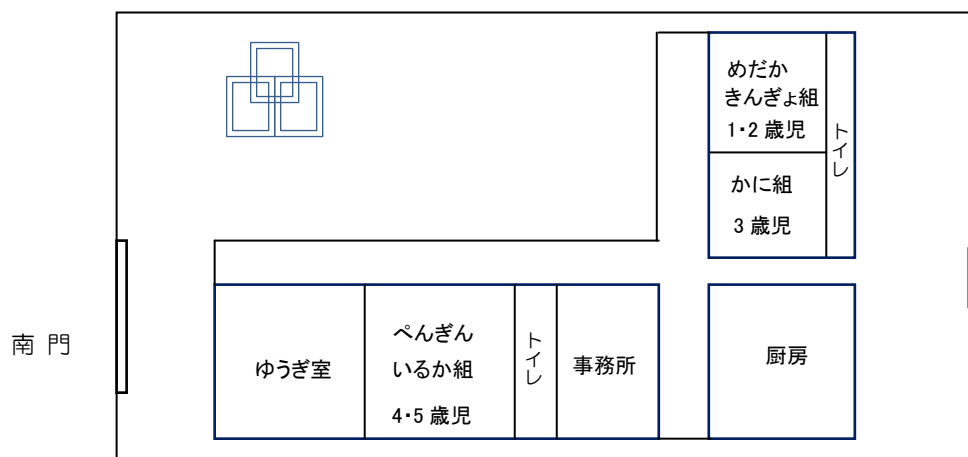 めだか
きんぎょ組
1・2 歳児
トイレ
かに組
3 歳児
南 門
ゆうぎ室
ぺんぎん
いるか組
4・5 歳児
トイレ
事務所
厨房